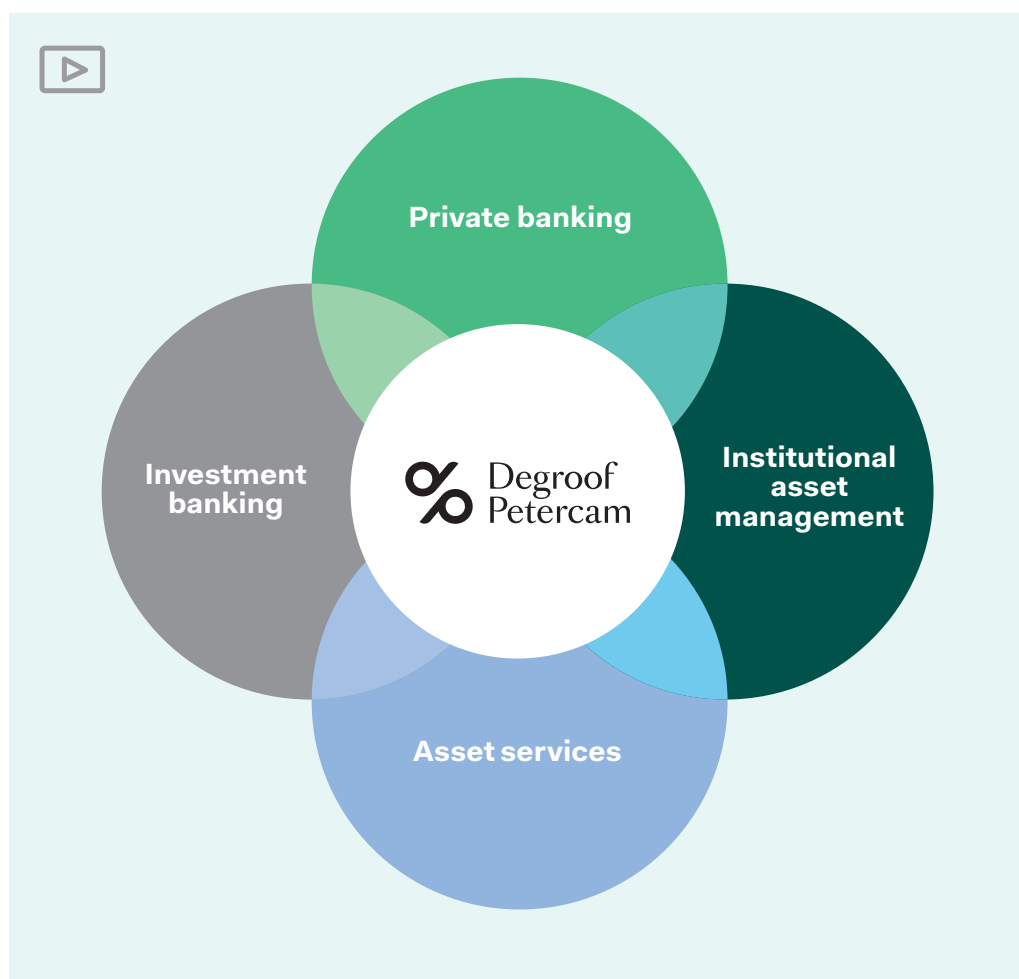 Private banking
Investment
banking
Degroof
Petercam
Institutional
asset
management
Asset services